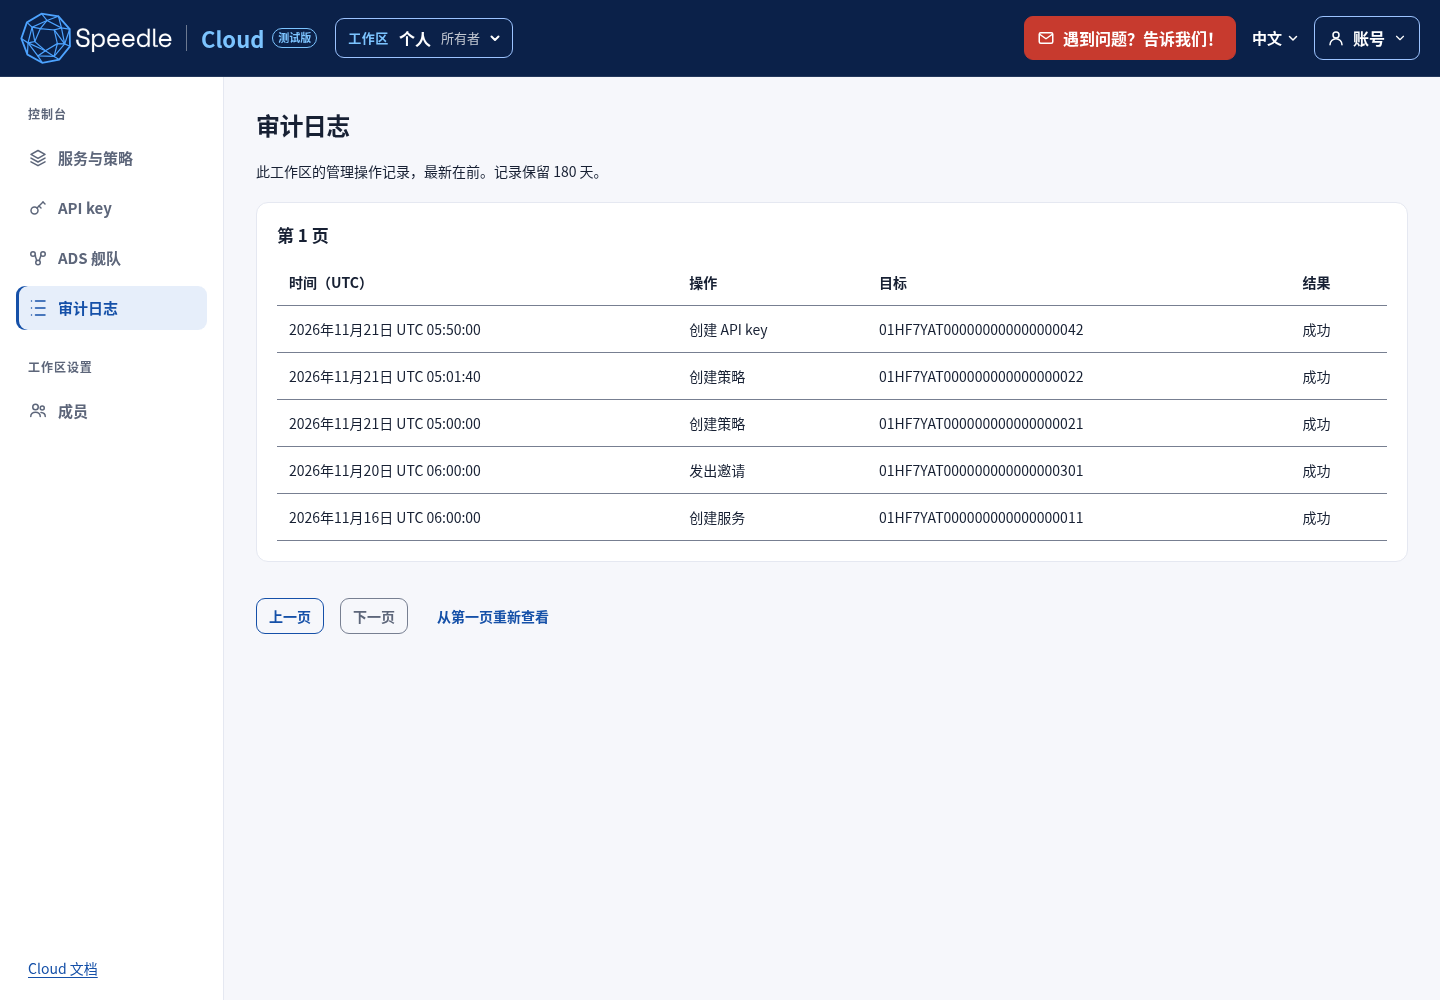 Speedle Cloud 测试版 工作区 个人 所有者 遇到问题？告诉我们！ 中文 账号
控制台
服务与策略
API key
ADS 舰队
审计日志
工作区设置
成员
Cloud 文档
审计日志
此工作区的管理操作记录，最新在前。记录保留 180 天。
第 1 页
时间（UTC） 操作 目标 结果
2026年11月21日 UTC 05:50:00 创建 API key 01HF7YAT000000000000000042 成功
2026年11月21日 UTC 05:01:40 创建策略 01HF7YAT000000000000000022 成功
2026年11月21日 UTC 05:00:00 创建策略 01HF7YAT000000000000000021 成功
2026年11月20日 UTC 06:00:00 发出邀请 01HF7YAT000000000000000301 成功
2026年11月16日 UTC 06:00:00 创建服务 01HF7YAT000000000000000011 成功
上一页 下一页 从第一页重新查看